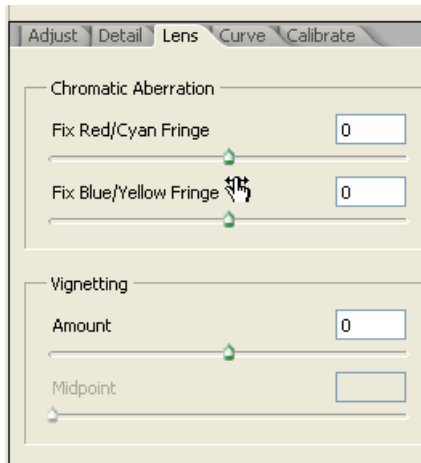 Adjust Detail Lens Curve Calibrate
Chromatic Aberration
Fix Red/Cyan Fringe 0
Fix Blue/Yellow Fringe 0
Vignetting
Amount 0
Midpoint